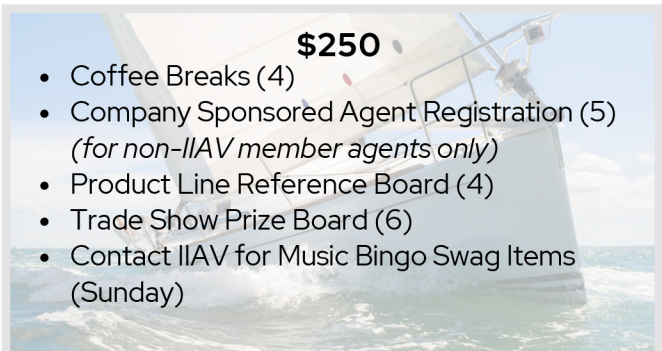 $250
• Coffee Breaks (4)
• Company Sponsored Agent Registration (5)
(for non-IIAV member agents only)
• Product Line Reference Board (4)
• Trade Show Prize Board (6)
• Contact IIAV for Music Bingo Swag Items
(Sunday)